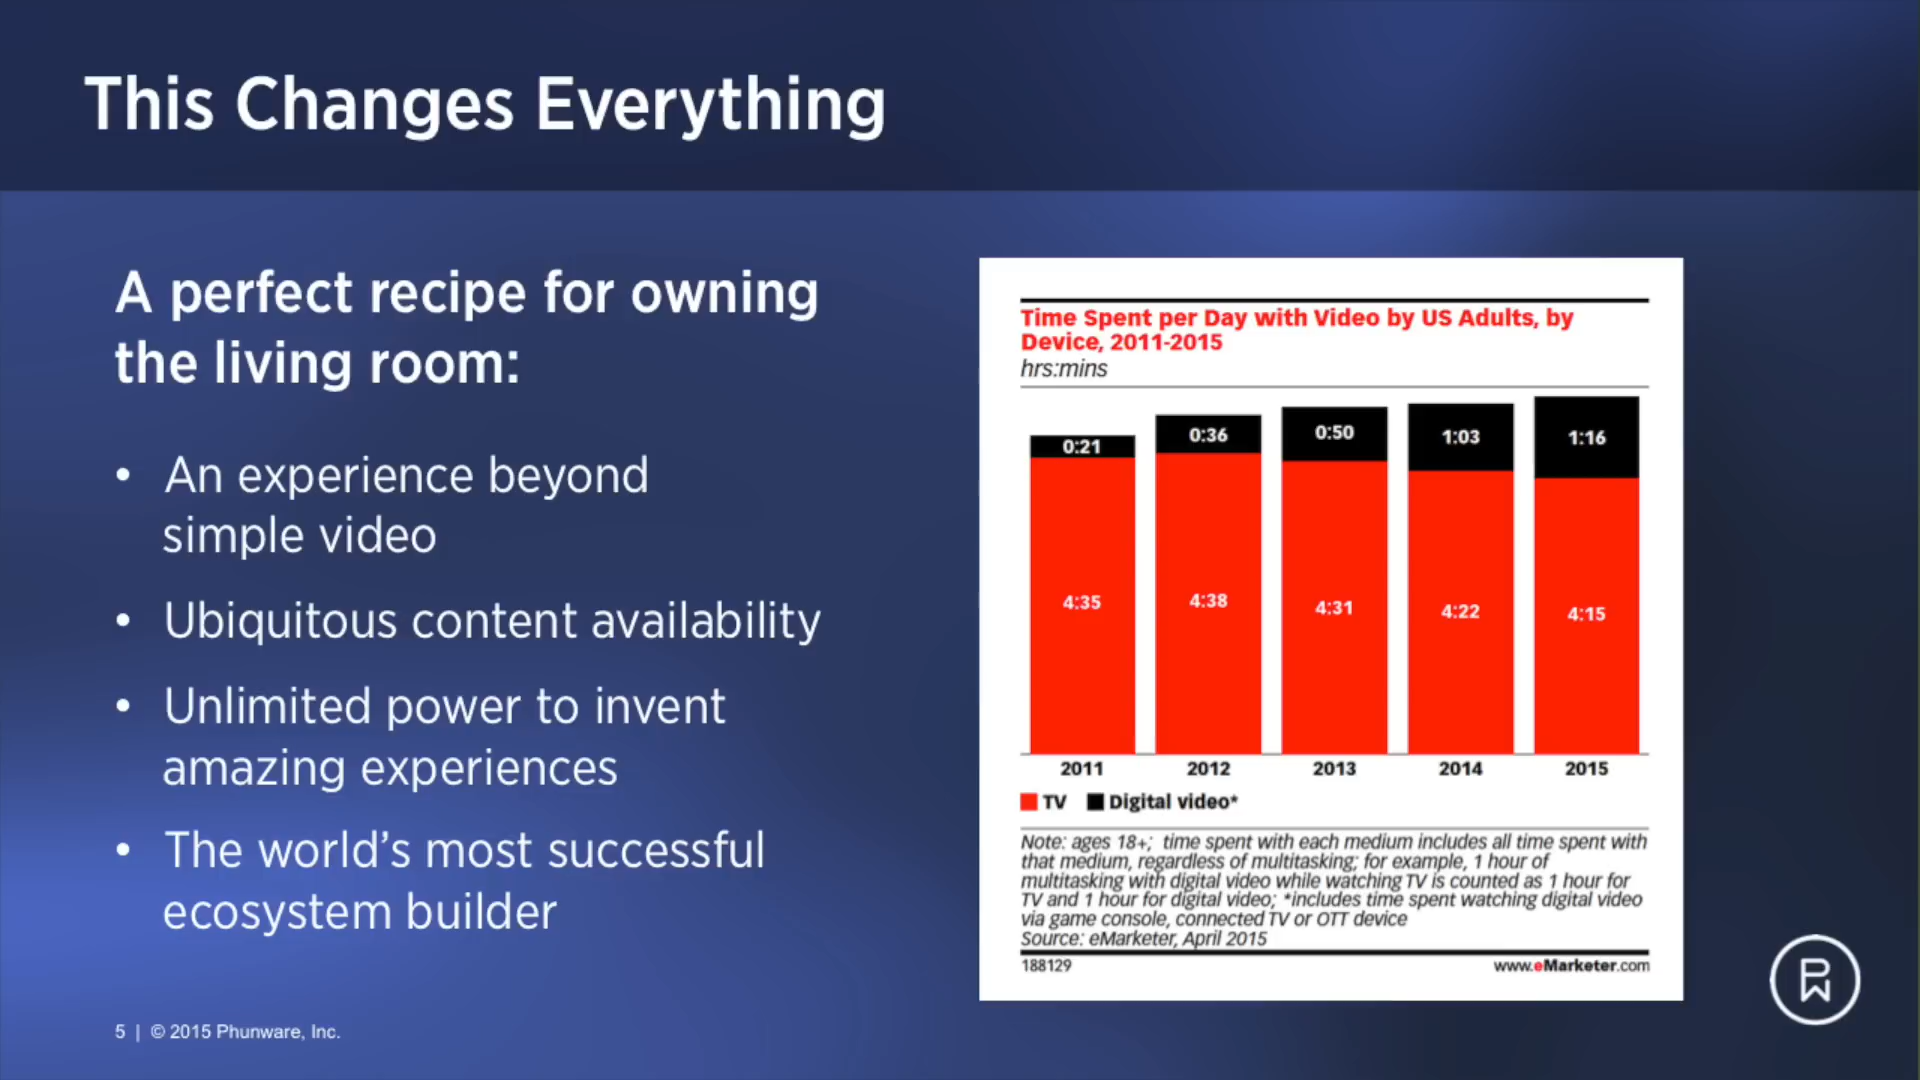 This Changes Everything
A perfect recipe for owning
the living room:
• An experience beyond
simple video
• Ubiquitous content availability
• Unlimited power to invent
amazing experiences
• The world’s most successful
ecosystem builder
Time Spent per Day with Video by US Adults, by
Device, 2011-2015
hrs:mins
0:21 0:36 0:50 1:03 1:16
4:35 4:38 4:31 4:22 4:15
2011 2012 2013 2014 2015
TV Digital video*
Note: ages 18+; time spent with each medium includes all time spent with
that medium, regardless of multitasking; for example, 1 hour of
multitasking with digital video while watching TV is counted as 1 hour for
TV and 1 hour for digital video; *includes time spent watching digital video
via game console, connected TV or OTT device
Source: eMarketer, April 2015
188129 www.eMarketer.com
PW
5 | © 2015 Phunware, Inc.